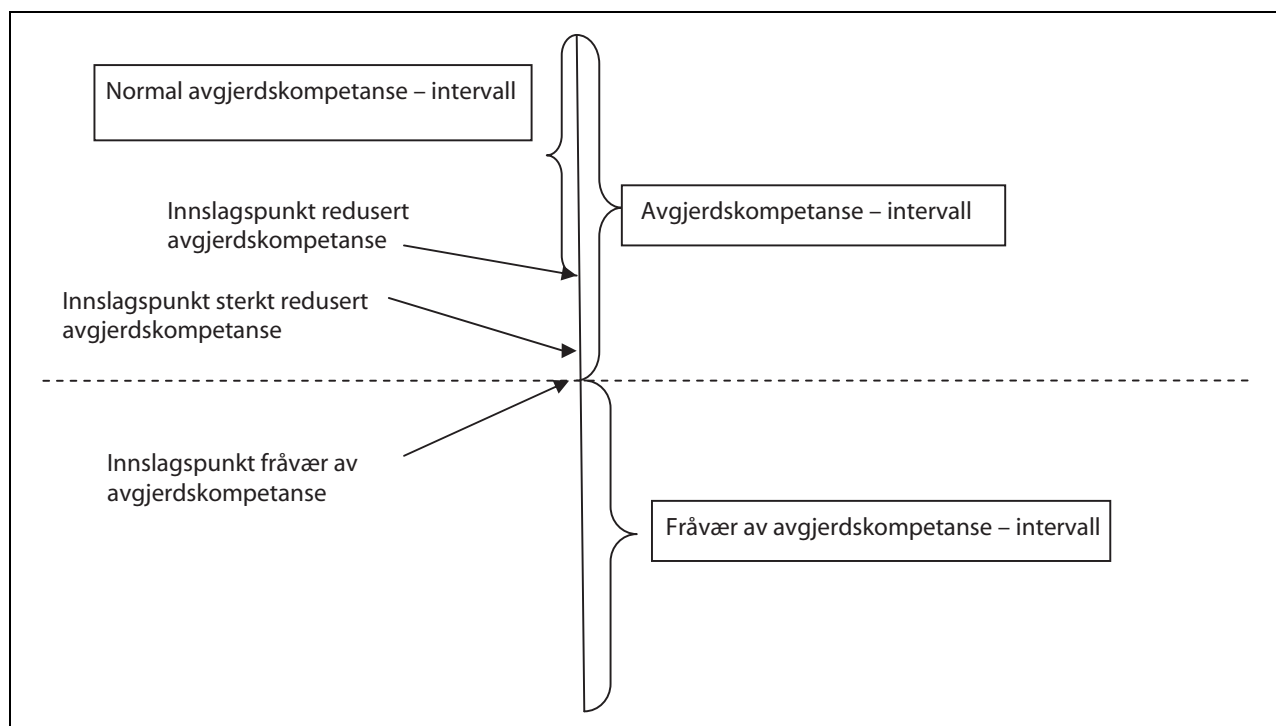 Normal avgjerdskompetanse – intervall
Innslagspunkt redusert
avgjerdskompetanse
Avgjerdskompetanse – intervall
Innslagspunkt sterkt redusert
avgjerdskompetanse
Innslagspunkt fråvær av
avgjerdskompetanse
Fråvær av avgjerdskompetanse – intervall